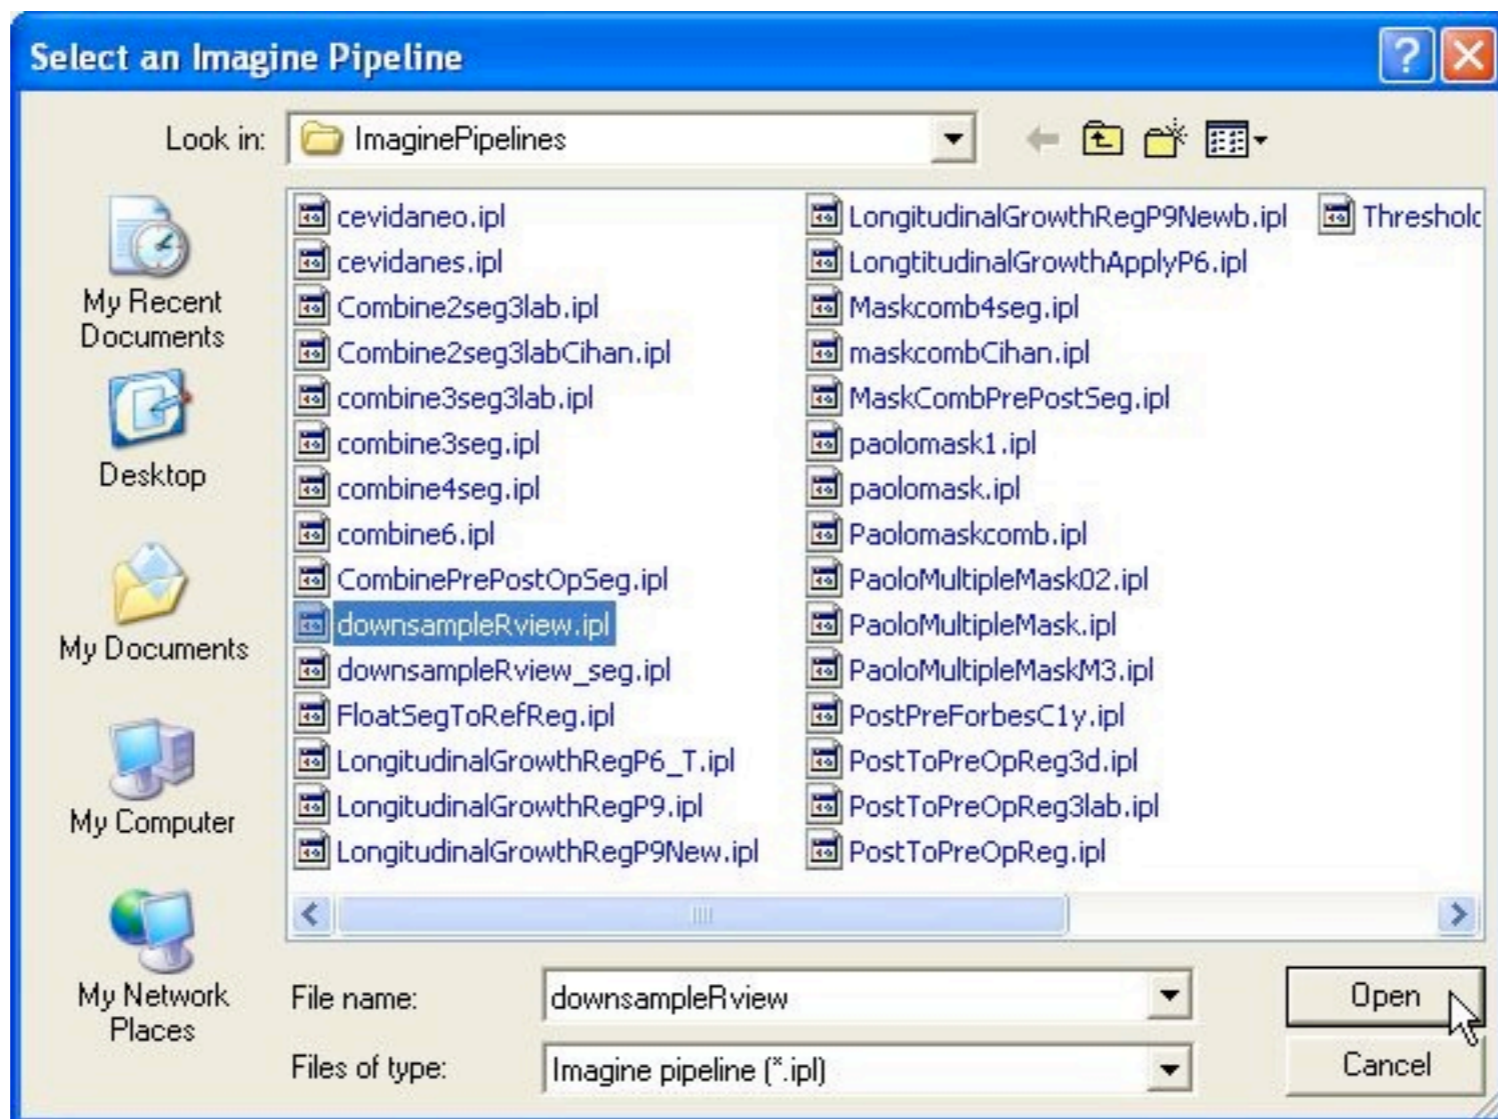 Select an Imagine Pipeline
Look in: ImaginePipelines
My Recent
Documents
Desktop
My Documents
My Computer
My Network
Places
cevidaneo.ipl
cevidanes.ipl
Combine2seg3lab.ipl
Combine2seg3labCihan.ipl
combine3seg3lab.ipl
combine3seg.ipl
combine4seg.ipl
combine6.ipl
CombinePrePostOpSeg.ipl
downsampleRview.ipl
downsampleRview_seg.ipl
FloatSegToRefReg.ipl
LongitudinalGrowthRegP6_T.ipl
LongitudinalGrowthRegP9.ipl
LongitudinalGrowthRegP9New.ipl
LongitudinalGrowthRegP9Newb.ipl
LongtitudinalGrowthApplyP6.ipl
Maskcomb4seg.ipl
maskcombCihan.ipl
MaskCombPrePostSeg.ipl
paolomask1.ipl
paolomask.ipl
Paolomaskcomb.ipl
PaoloMultipleMask02.ipl
PaoloMultipleMask.ipl
PaoloMultipleMaskM3.ipl
PostPreForbesC1y.ipl
PostToPreOpReg3d.ipl
PostToPreOpReg3lab.ipl
PostToPreOpReg.ipl
Threshold
File name: downsampleRview
Open
Files of type: Imagine pipeline (*.ipl)
Cancel